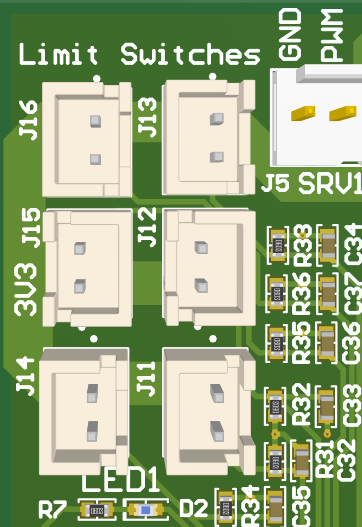 GND
PWM
Limit Switches
J16
J13
J5 SRV1
J15
J12
R38
C34
3V3
R36
C37
R35
C36
J14
J11
R32
C33
R31
C32
LED1
R7
D2
R34
C35